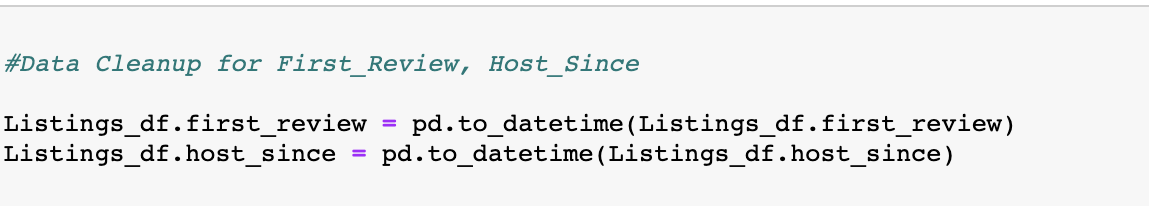 #Data Cleanup for First_Review, Host_Since
Listings_df.first_review = pd.to_datetime(Listings_df.first_review)
Listings_df.host_since = pd.to_datetime(Listings_df.host_since)